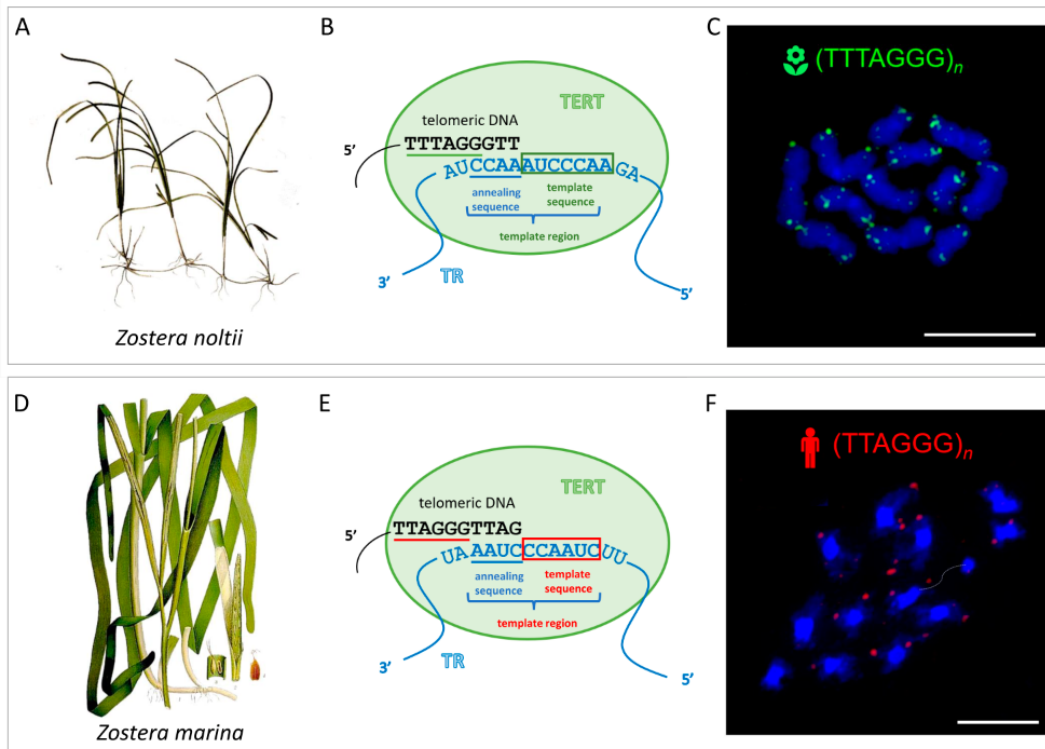 A
Zostera noltii
B
TERT
telomeric DNA
5’
TTTAGGGTT
AUCCAAAUCCCAAGA
annealing sequence
template sequence
template region
3’
TR
5’
C
(TTTAGGG)n
D
Zostera marina
E
TERT
telomeric DNA
5’
TTAGGGTTAG
UAAAUCCCAAUCUU
annealing sequence
template sequence
template region
3’
TR
5’
F
(TTAGGG)n